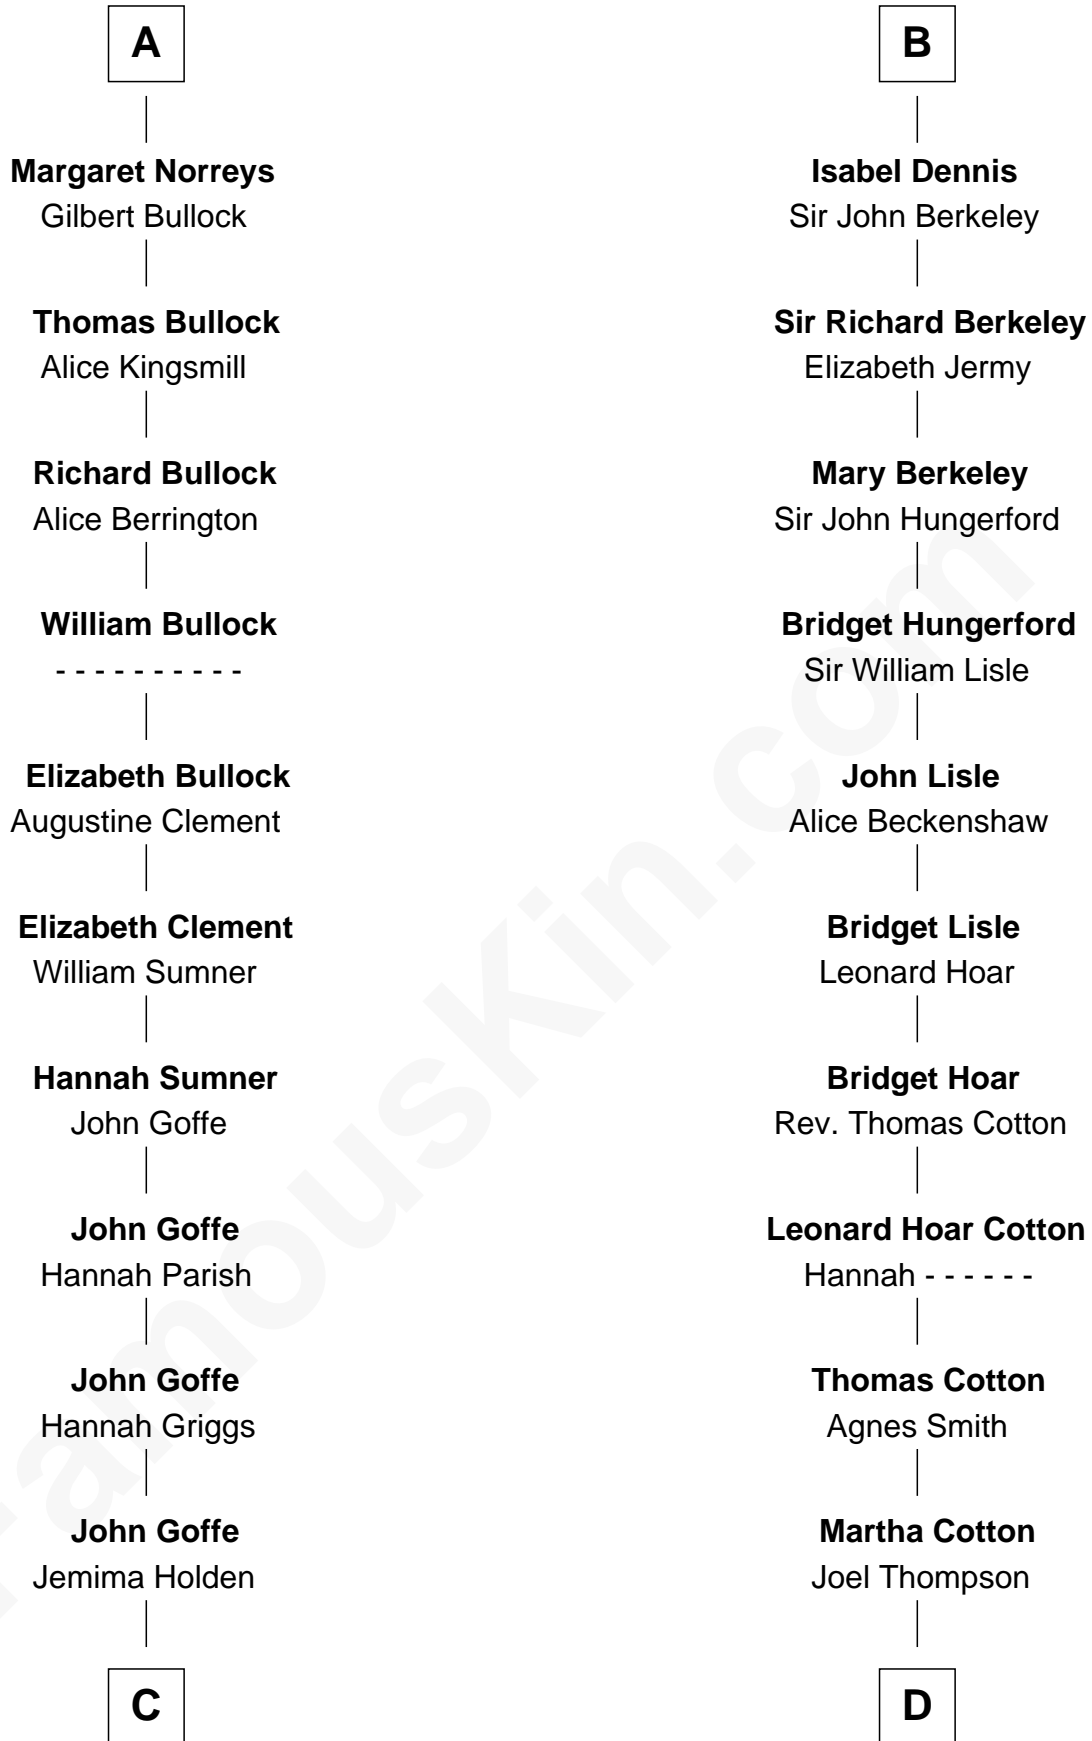 A
Margaret Norreys
Gilbert Bullock
Thomas Bullock
Alice Kingsmill
Richard Bullock
Alice Berrington
William Bullock
- - - - - - - - - -
Elizabeth Bullock
Augustine Clement
Elizabeth Clement
William Sumner
Hannah Sumner
John Goffe
John Goffe
Hannah Parish
John Goffe
Hannah Griggs
John Goffe
Jemima Holden
C
B
Isabel Dennis
Sir John Berkeley
Sir Richard Berkeley
Elizabeth Jermy
Mary Berkeley
Sir John Hungerford
Bridget Hungerford
Sir William Lisle
John Lisle
Alice Beckenshaw
Bridget Lisle
Leonard Hoar
Bridget Hoar
Rev. Thomas Cotton
Leonard Hoar Cotton
Hannah - - - - - -
Thomas Cotton
Agnes Smith
Martha Cotton
Joel Thompson
D
FamousKin.com